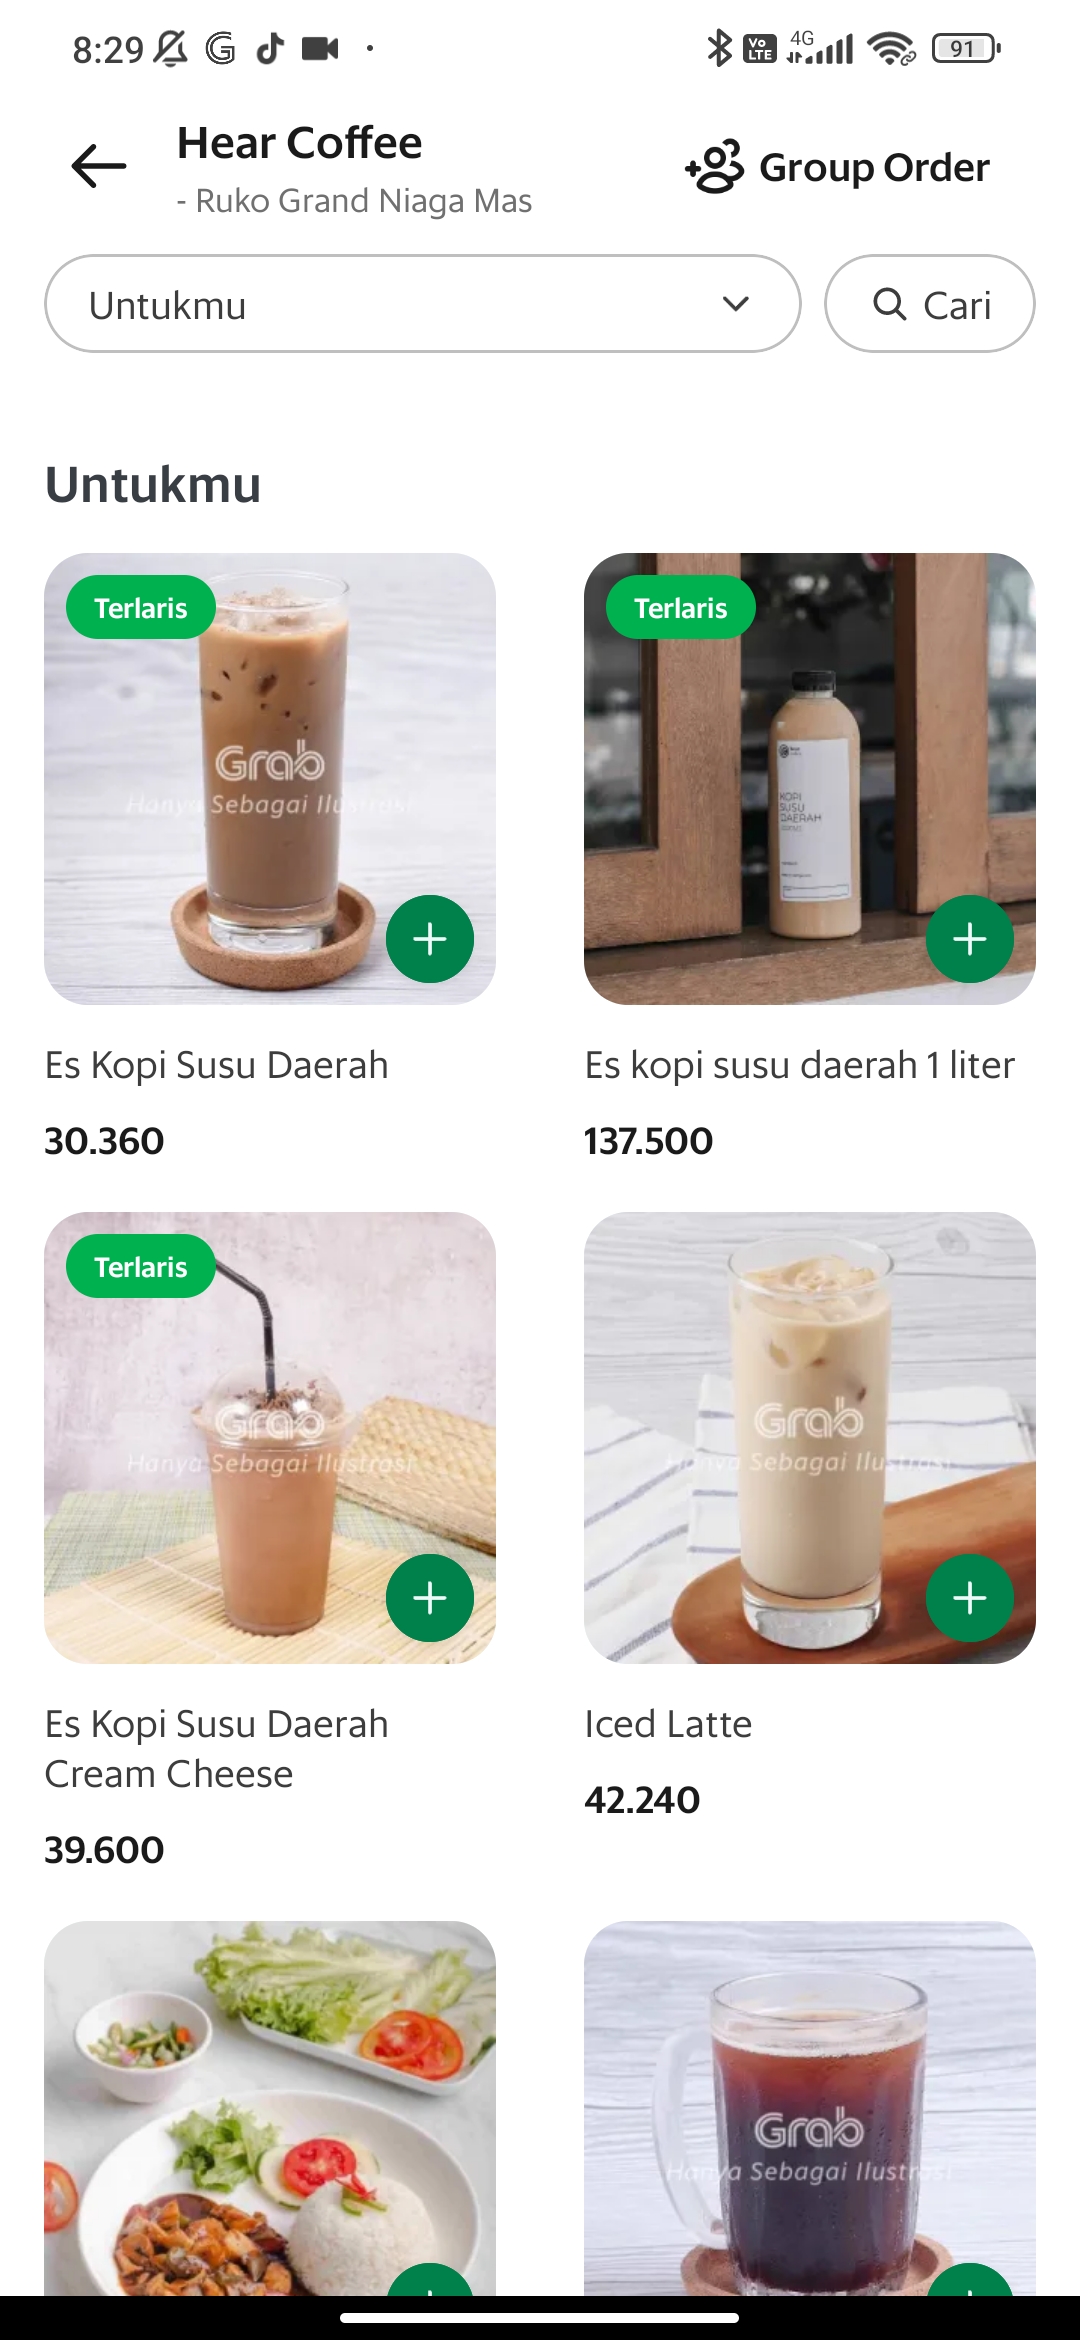 8:29
Vo
LTE
4G
91
Hear Coffee
- Ruko Grand Niaga Mas
Group Order
Untukmu
Cari
Untukmu
Terlaris
Grab
Hanya Sebagai Ilustrasi
Terlaris
KOPI
SUSU
DAERAH
Es Kopi Susu Daerah
30.360
Es kopi susu daerah 1 liter
137.500
Terlaris
Grab
Hanya Sebagai Ilustrasi
Grab
Hanya Sebagai Ilustrasi
Es Kopi Susu Daerah
Cream Cheese
39.600
Iced Latte
42.240
Grab
Hanya Sebagai Ilustrasi